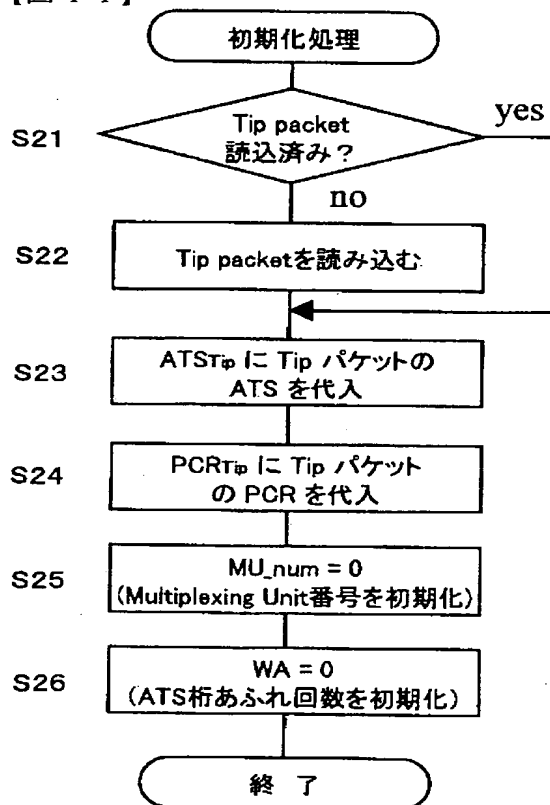 初期化処理
S21
Tip packet
読込済み?
yes
no
S22
Tip packetを読み込む
S23
ATSTip に Tip パケットの
ATS を代入
S24
PCRTip に Tip パケット
の PCR を代入
S25
MU_num = 0
(Multiplexing Unit番号を初期化)
S26
WA = 0
(ATS桁あふれ回数を初期化)
終 了